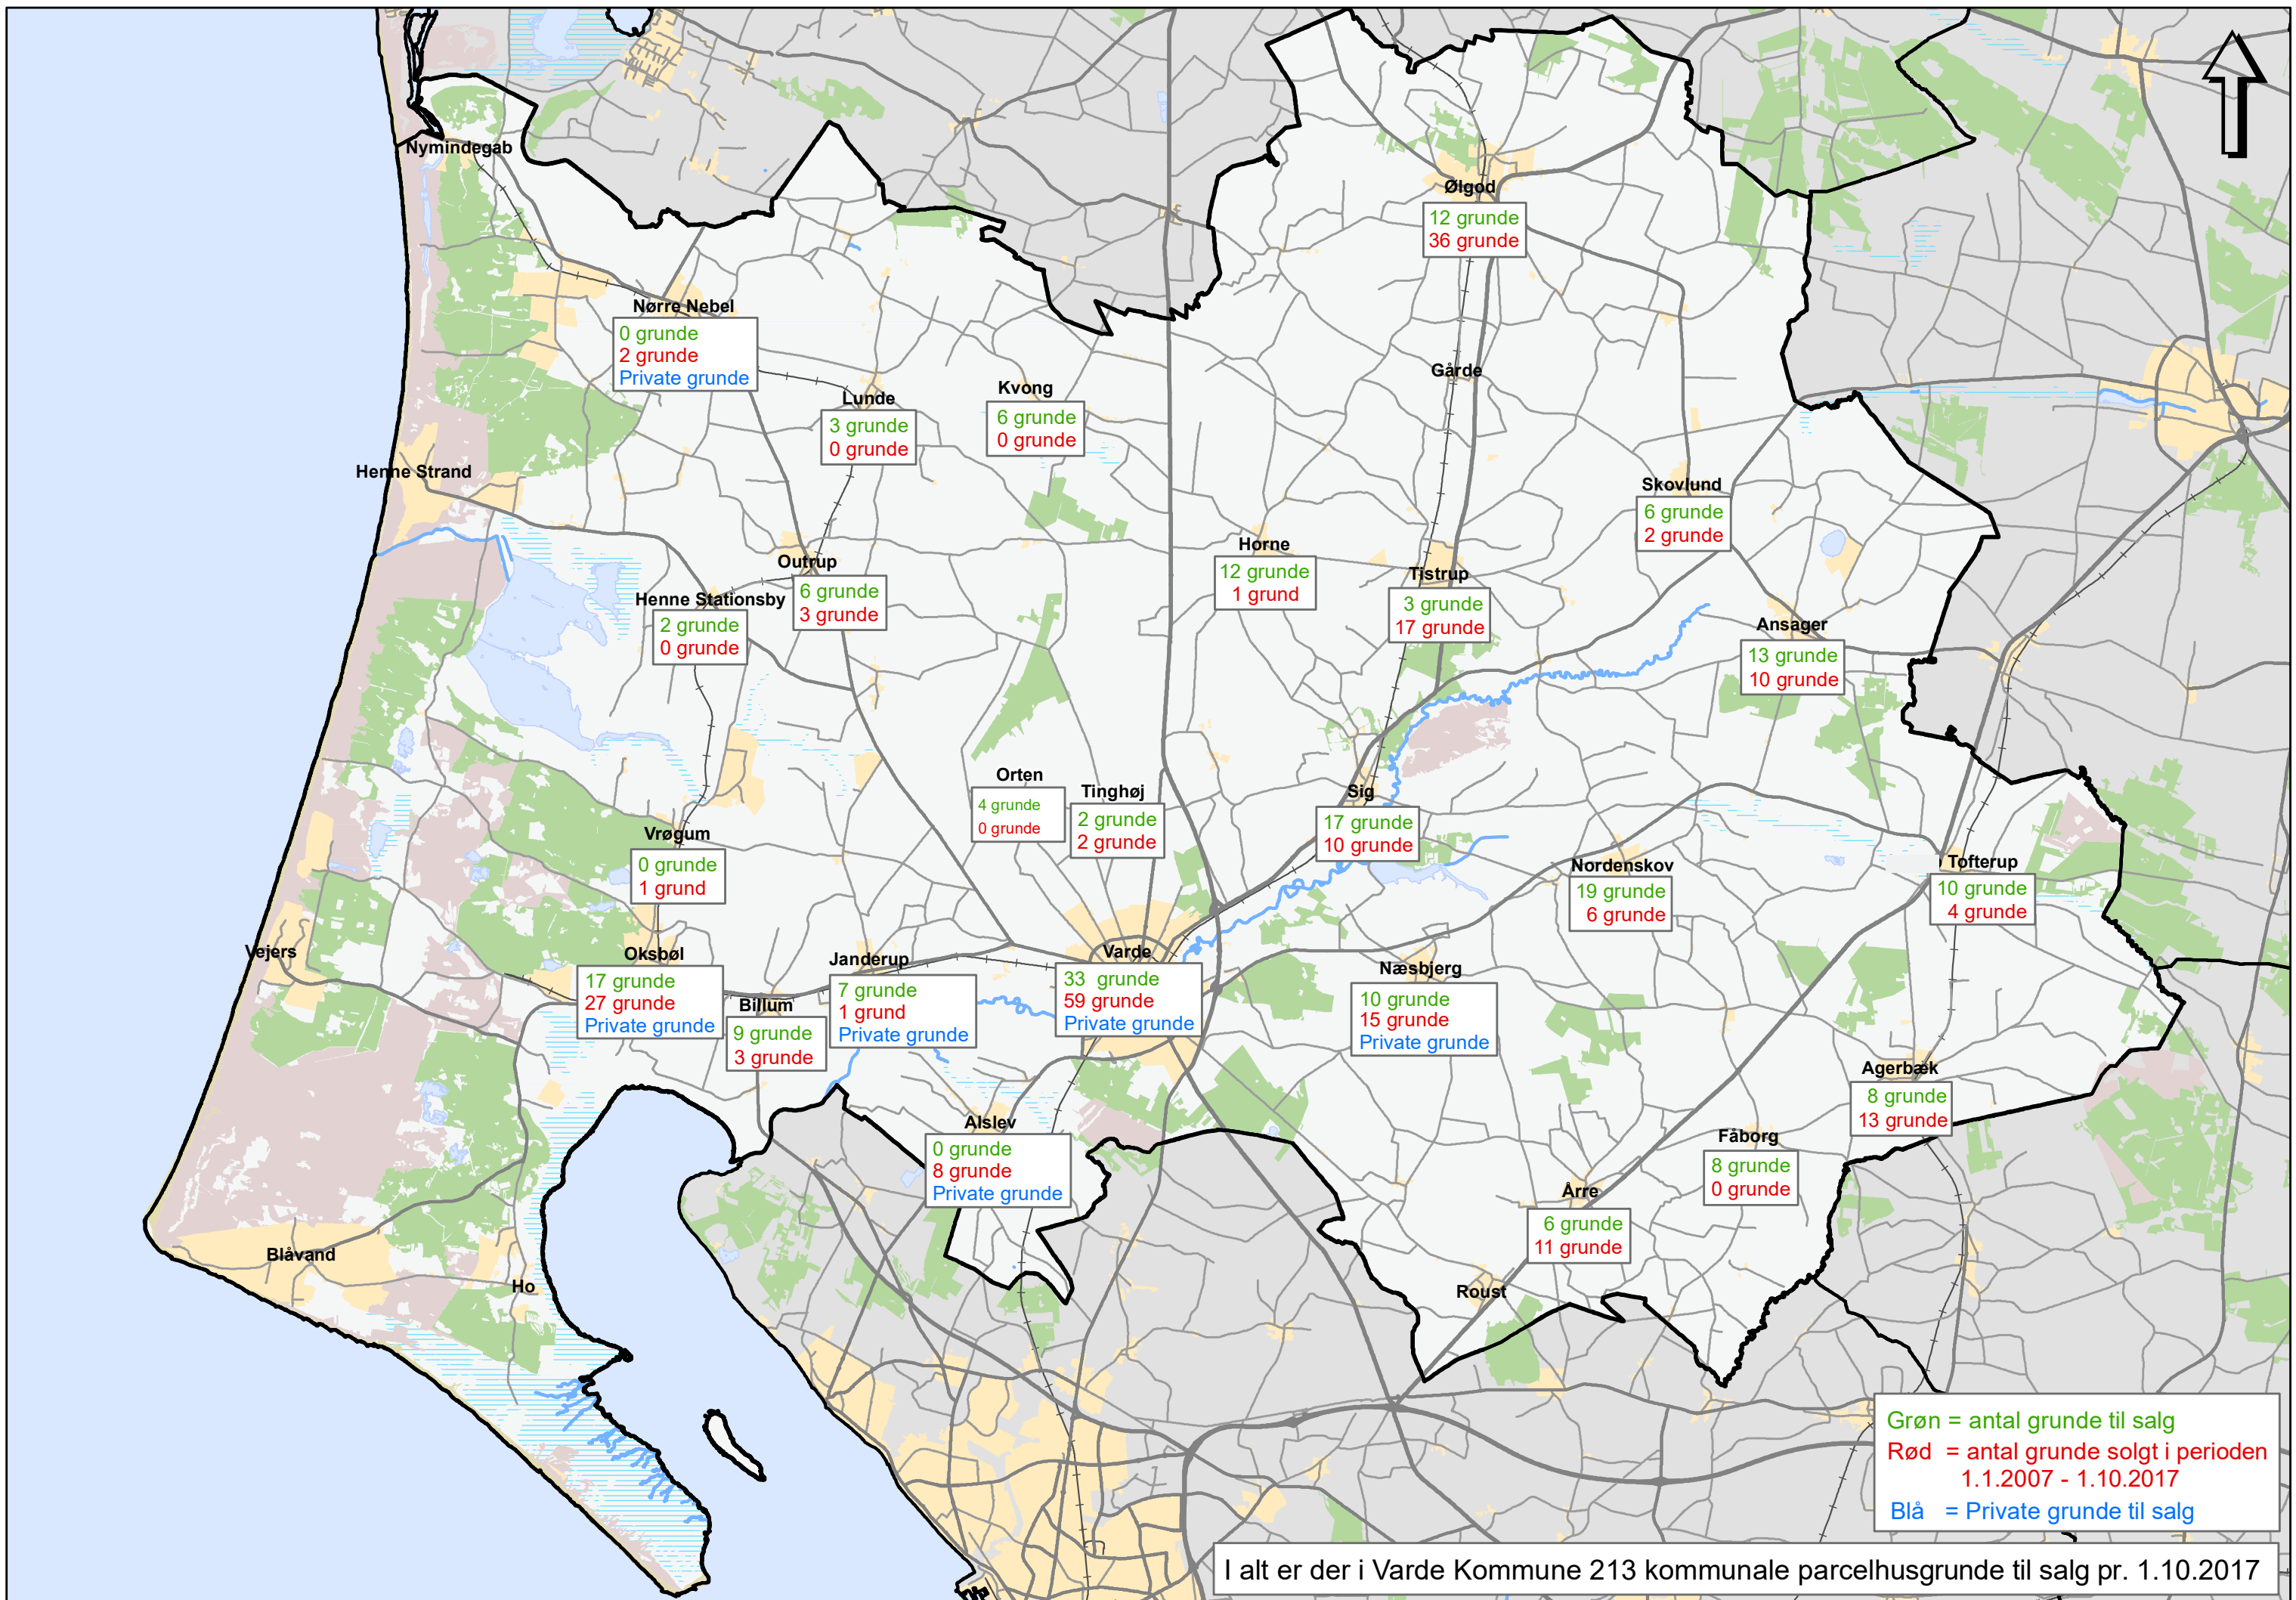 Nymindegab
Ølgod
12 grunde
36 grunde
Nørre Nebel
0 grunde
2 grunde
Private grunde
Gårde
Lunde
3 grunde
0 grunde
Kvong
6 grunde
0 grunde
Henne Strand
Skovlund
6 grunde
2 grunde
Outrup
6 grunde
3 grunde
Horne
12 grunde
1 grund
Tistrup
3 grunde
17 grunde
Henne Stationsby
2 grunde
0 grunde
Ansager
13 grunde
10 grunde
Orten
4 grunde
0 grunde
Tinghøj
2 grunde
2 grunde
Sig
17 grunde
10 grunde
Vrøgum
0 grunde
1 grund
Nordenskov
19 grunde
6 grunde
Tofterup
10 grunde
4 grunde
Vejers
Oksbøl
17 grunde
27 grunde
Private grunde
Janderup
7 grunde
1 grund
Private grunde
Varde
33 grunde
59 grunde
Private grunde
Næsbjerg
10 grunde
15 grunde
Private grunde
Billum
9 grunde
3 grunde
Agerbæk
8 grunde
13 grunde
Alslev
0 grunde
8 grunde
Private grunde
Fåborg
8 grunde
0 grunde
Årre
6 grunde
11 grunde
Blåvand
Ho
Roust
Grøn = antal grunde til salg
Rød = antal grunde solgt i perioden
1.1.2007 - 1.10.2017
Blå = Private grunde til salg
I alt er der i Varde Kommune 213 kommunale parcelhusgrunde til salg pr. 1.10.2017